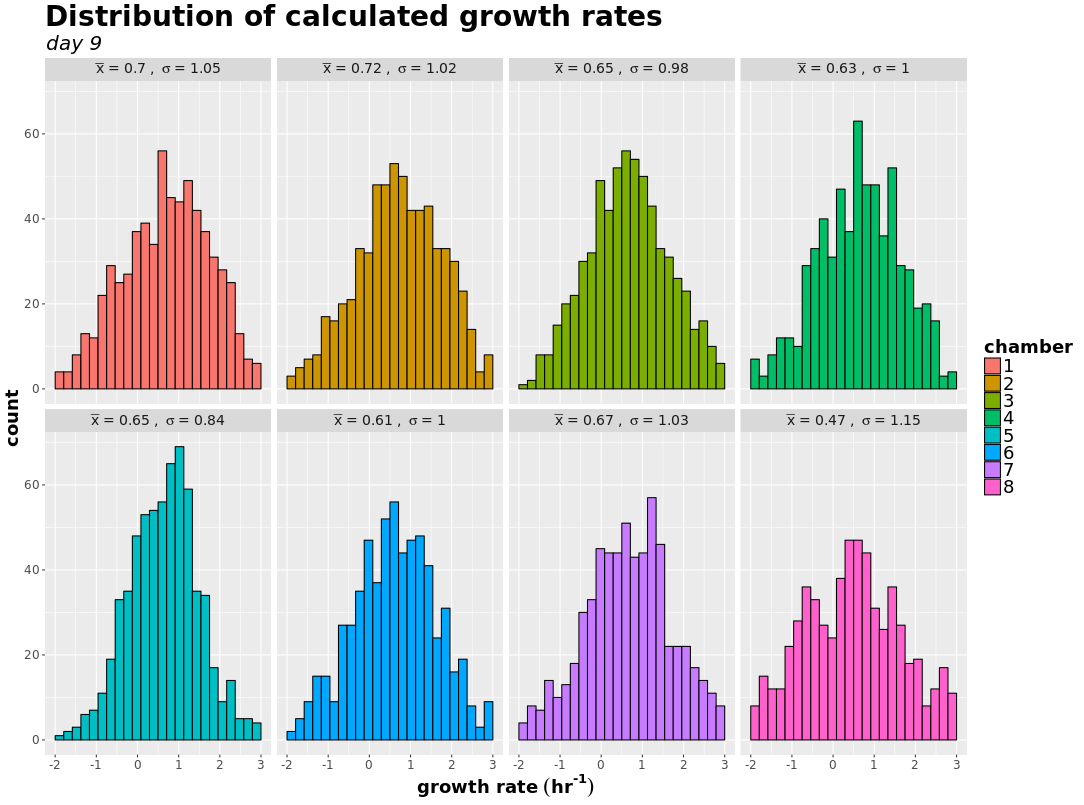 Distribution of calculated growth rates
day 9
x̅ = 0.7 , σ = 1.05
x̅ = 0.72 , σ = 1.02
x̅ = 0.65 , σ = 0.98
x̅ = 0.63 , σ = 1
60
40
20
0
x̅ = 0.65 , σ = 0.84
x̅ = 0.61 , σ = 1
x̅ = 0.67 , σ = 1.03
x̅ = 0.47 , σ = 1.15
60
40
20
0
-2 -1 0 1 2 3
-2 -1 0 1 2 3
-2 -1 0 1 2 3
-2 -1 0 1 2 3
count
growth rate (hr⁻¹)
chamber
1
2
3
4
5
6
7
8